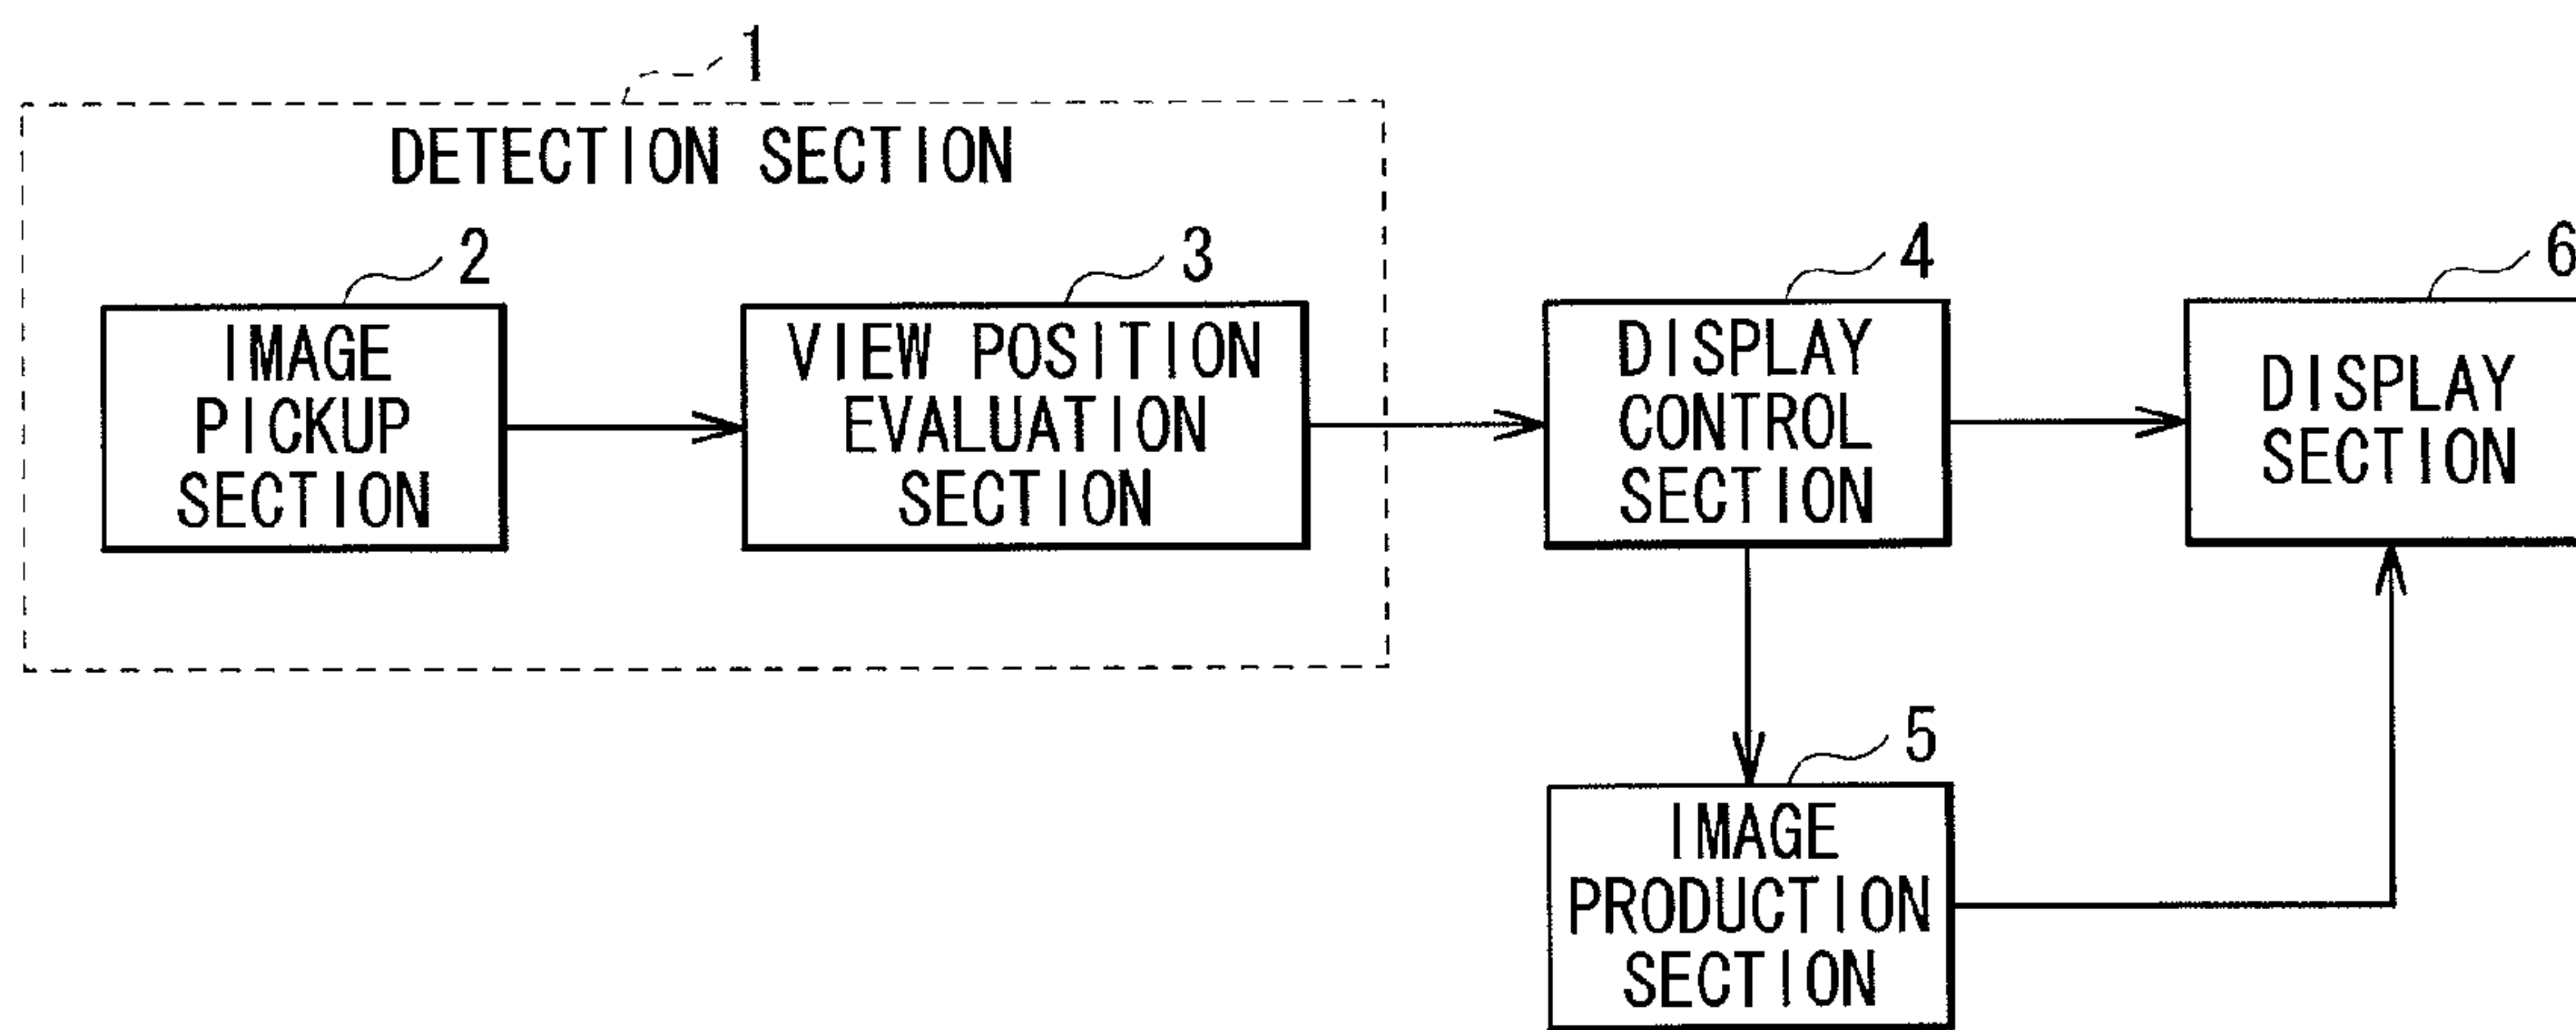 1
DETECTION SECTION
2
IMAGE
PICKUP
SECTION
3
VIEW POSITION
EVALUATION
SECTION
4
DISPLAY
CONTROL
SECTION
6
DISPLAY
SECTION
5
IMAGE
PRODUCTION
SECTION